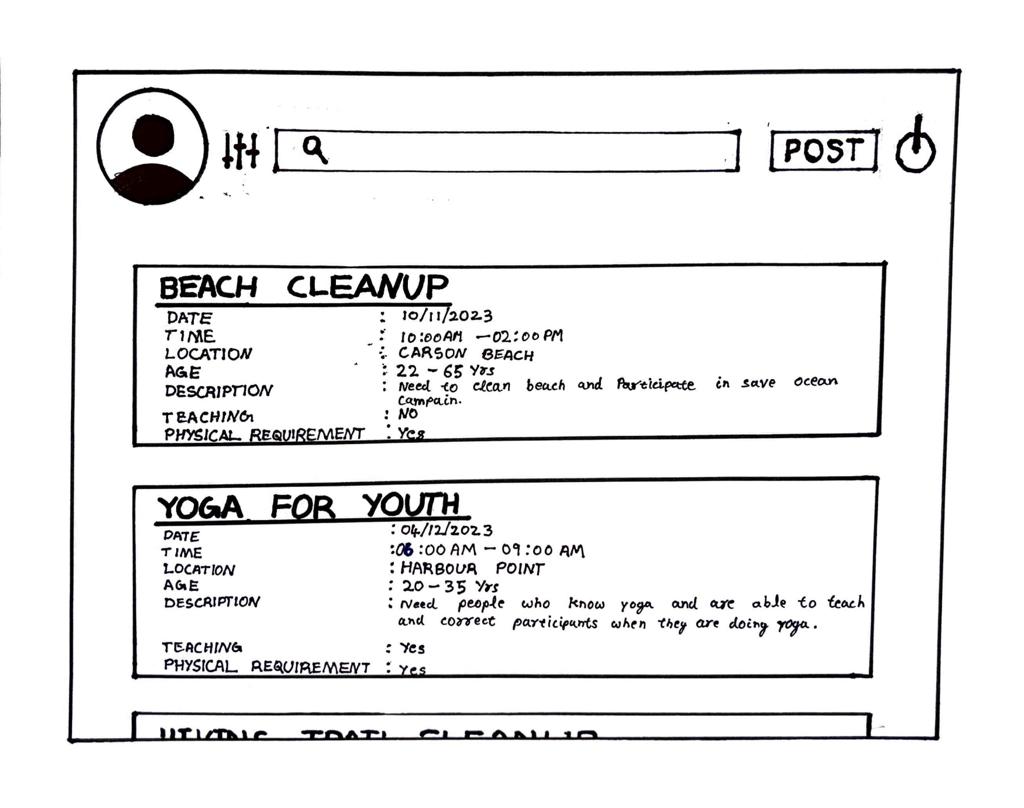 POST
BEACH CLEANUP
DATE : 10/11/2023
TIME : 10:00AM - 02:00PM
LOCATION : CARSON BEACH
AGE : 22 - 65 Yrs
DESCRIPTION : Need to clean beach and Participate in save ocean
campain.
TEACHING : NO
PHYSICAL REQUIREMENT : Yes
YOGA FOR YOUTH
DATE : 04/12/2023
TIME : 06:00 AM - 09:00 AM
LOCATION : HARBOUR POINT
AGE : 20-35 Yrs
DESCRIPTION : Need people who know yoga and are able to teach
and correct participants when they are doing yoga.
TEACHING : Yes
PHYSICAL REQUIREMENT : Yes
HIKING TRAIL CLEANUP